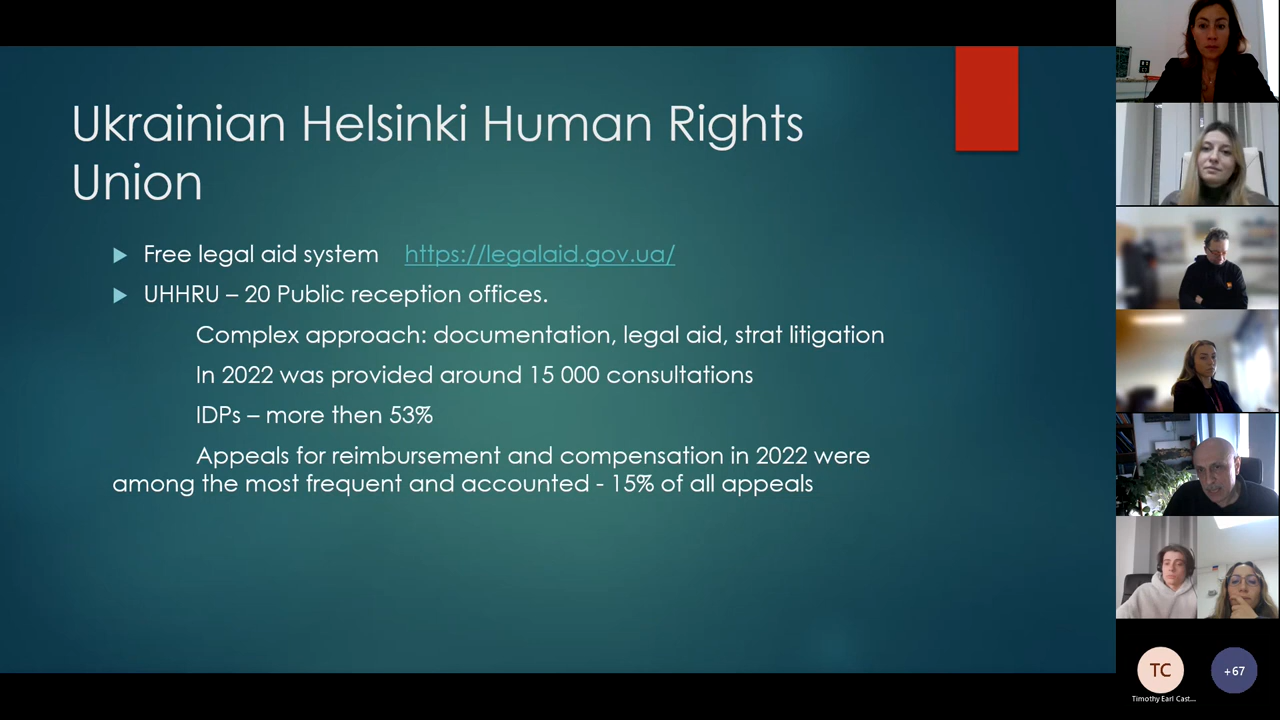 Ukrainian Helsinki Human Rights
Union
Free legal aid system https://legalaid.gov.ua/
UHHRU – 20 Public reception offices.
Complex approach: documentation, legal aid, strat litigation
In 2022 was provided around 15 000 consultations
IDPs – more then 53%
Appeals for reimbursement and compensation in 2022 were
among the most frequent and accounted - 15% of all appeals
TC
+67
Timothy Earl Cast...